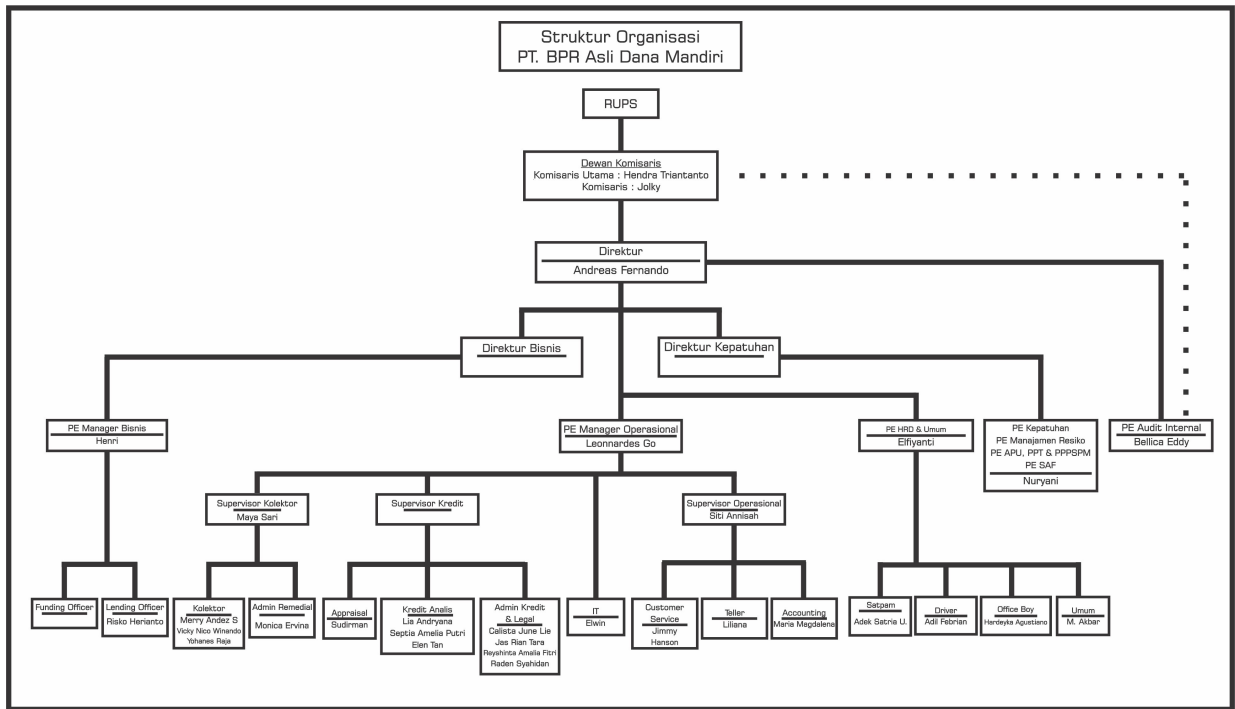 Struktur Organisasi
PT. BPR Asli Dana Mandiri
RUPS
Dewan Komisaris
Komisaris Utama : Hendra Triantanto
Komisaris : Jolky
Direktur
Andreas Fernando
Direktur Bisnis
Direktur Kepatuhan
PE Manager Bisnis
Henri
PE Manager Operasional
Leonnardes Go
PE HRD & Umum
Elfiyanti
PE Kepatuhan
PE Manajamen Resiko
PE APU, PPT & PPPSPM
PE SAF
Nuryani
PE Audit Internal
Bellica Eddy
Supervisor Kolektor
Maya Sari
Supervisor Kredit
Supervisor Operasional
Siti Annisah
Funding Officer
Lending Officer
Risko Herianto
Kolektor
Merry Andez S
Vicky Nico Winando
Yohanes Raja
Admin Remedial
Monica Ervina
Appraisal
Sudirman
Kredit Analis
Lia Andryana
Septia Amelia Putri
Elen Tan
Admin Kredit
& Legal
Calista June Lie
Jas Rian Tara
Reyshinta Amalia Fitri
Raden Syahidan
IT
Elwin
Customer
Service
Jimmy
Hanson
Teller
Liliana
Accounting
Maria Magdalena
Satpam
Adek Satria U.
Driver
Adil Febrian
Office Boy
Hardeyka Agustiano
Umum
M. Akbar